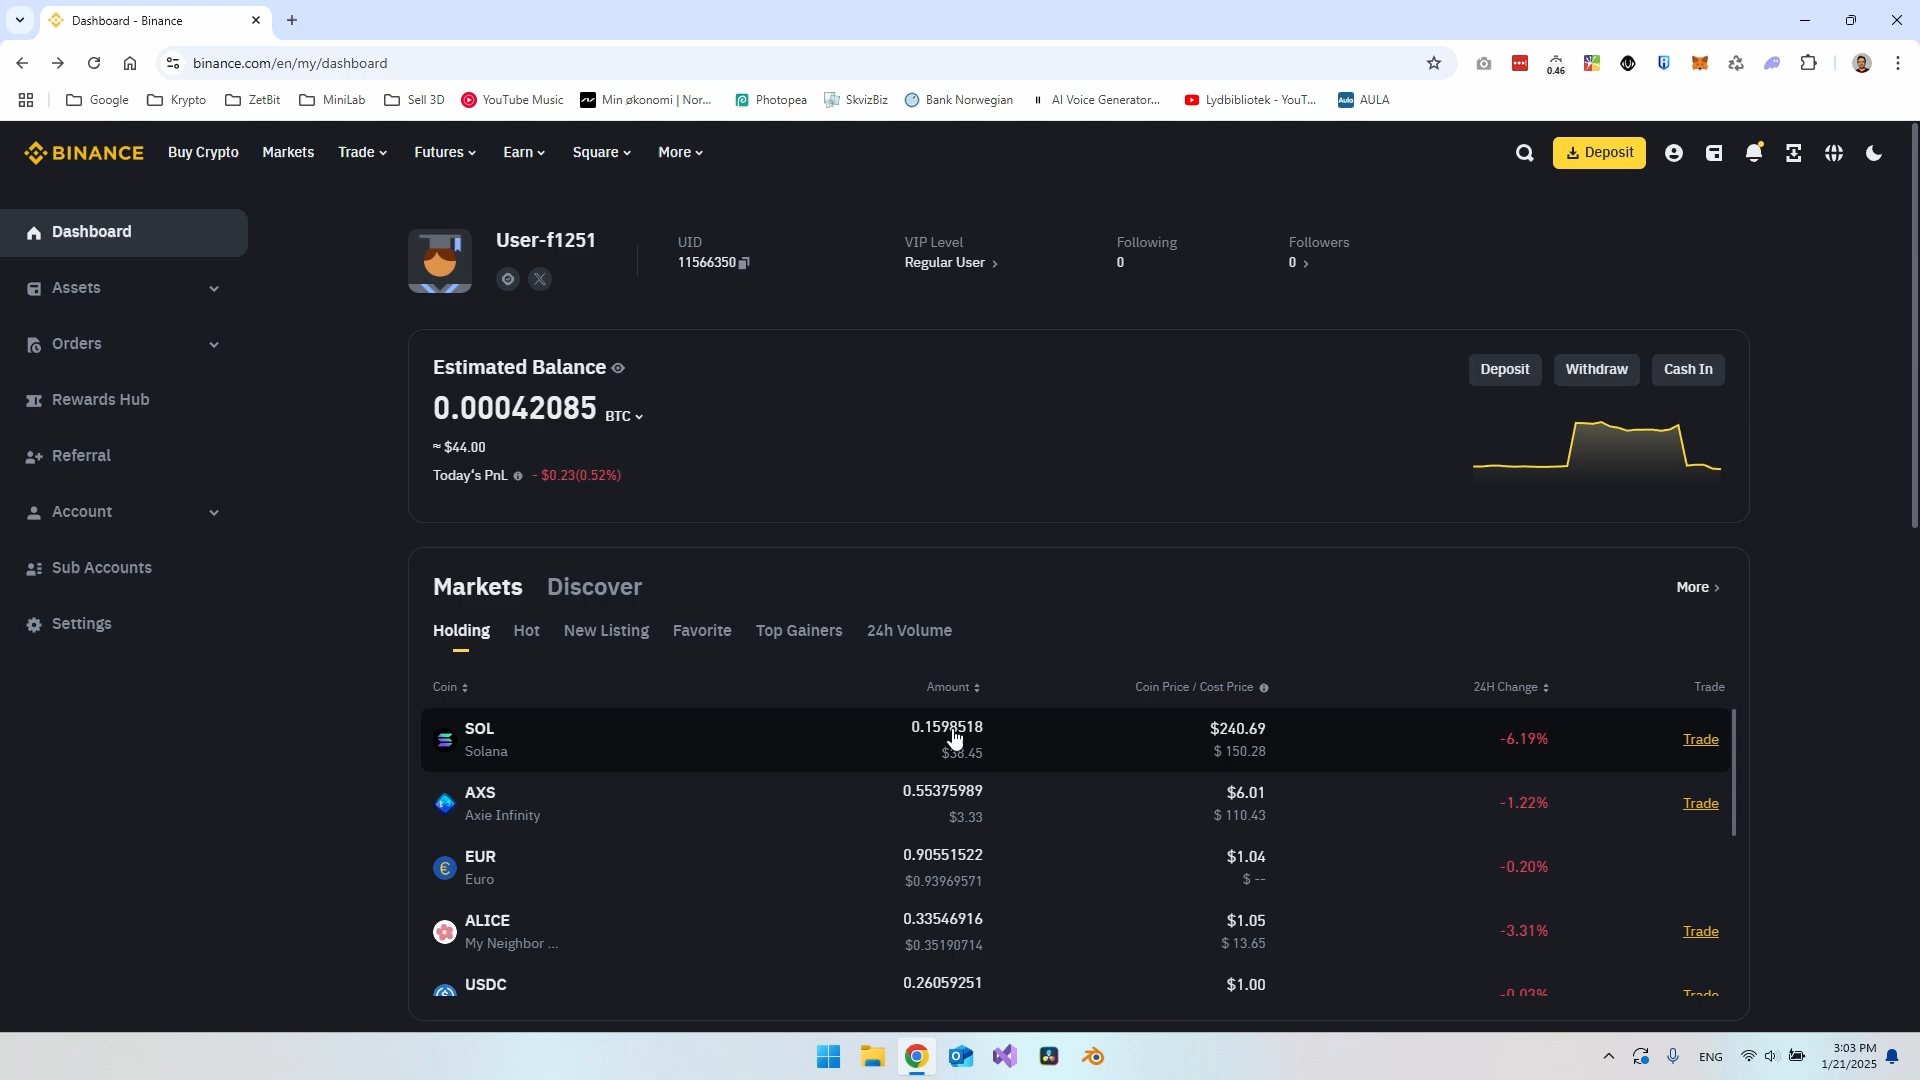 Dashboard - Binance
binance.com/en/my/dashboard
0.46
Google Krypto ZetBit MiniLab Sell 3D YouTube Music Min økonomi | Nor... Photopea SkvizBiz Bank Norwegian AI Voice Generator... Lydbibliotek - YouT... AULA
BINANCE Buy Crypto Markets Trade Futures Earn Square More Deposit
Dashboard
Assets
Orders
Rewards Hub
Referral
Account
Sub Accounts
Settings
User-f1251
UID
11566350
VIP Level
Regular User
Following
0
Followers
0
Estimated Balance
0.00042085 BTC
≈ $44.00
Today's PnL - $0.23(0.52%)
Deposit Withdraw Cash In
Markets Discover More
Holding Hot New Listing Favorite Top Gainers 24h Volume
Coin Amount Coin Price / Cost Price 24H Change Trade
SOL 0.1598518 $240.69 -6.19% Trade
Solana $38.45 $ 150.28
AXS 0.55375989 $6.01 -1.22% Trade
Axie Infinity $3.33 $ 110.43
EUR 0.90551522 $1.04 -0.20%
Euro $0.93969571 $ --
ALICE 0.33546916 $1.05 -3.31% Trade
My Neighbor ... $0.35190714 $ 13.65
USDC 0.26059251 $1.00 -0.03% Trade
ENG
3:03 PM
1/21/2025